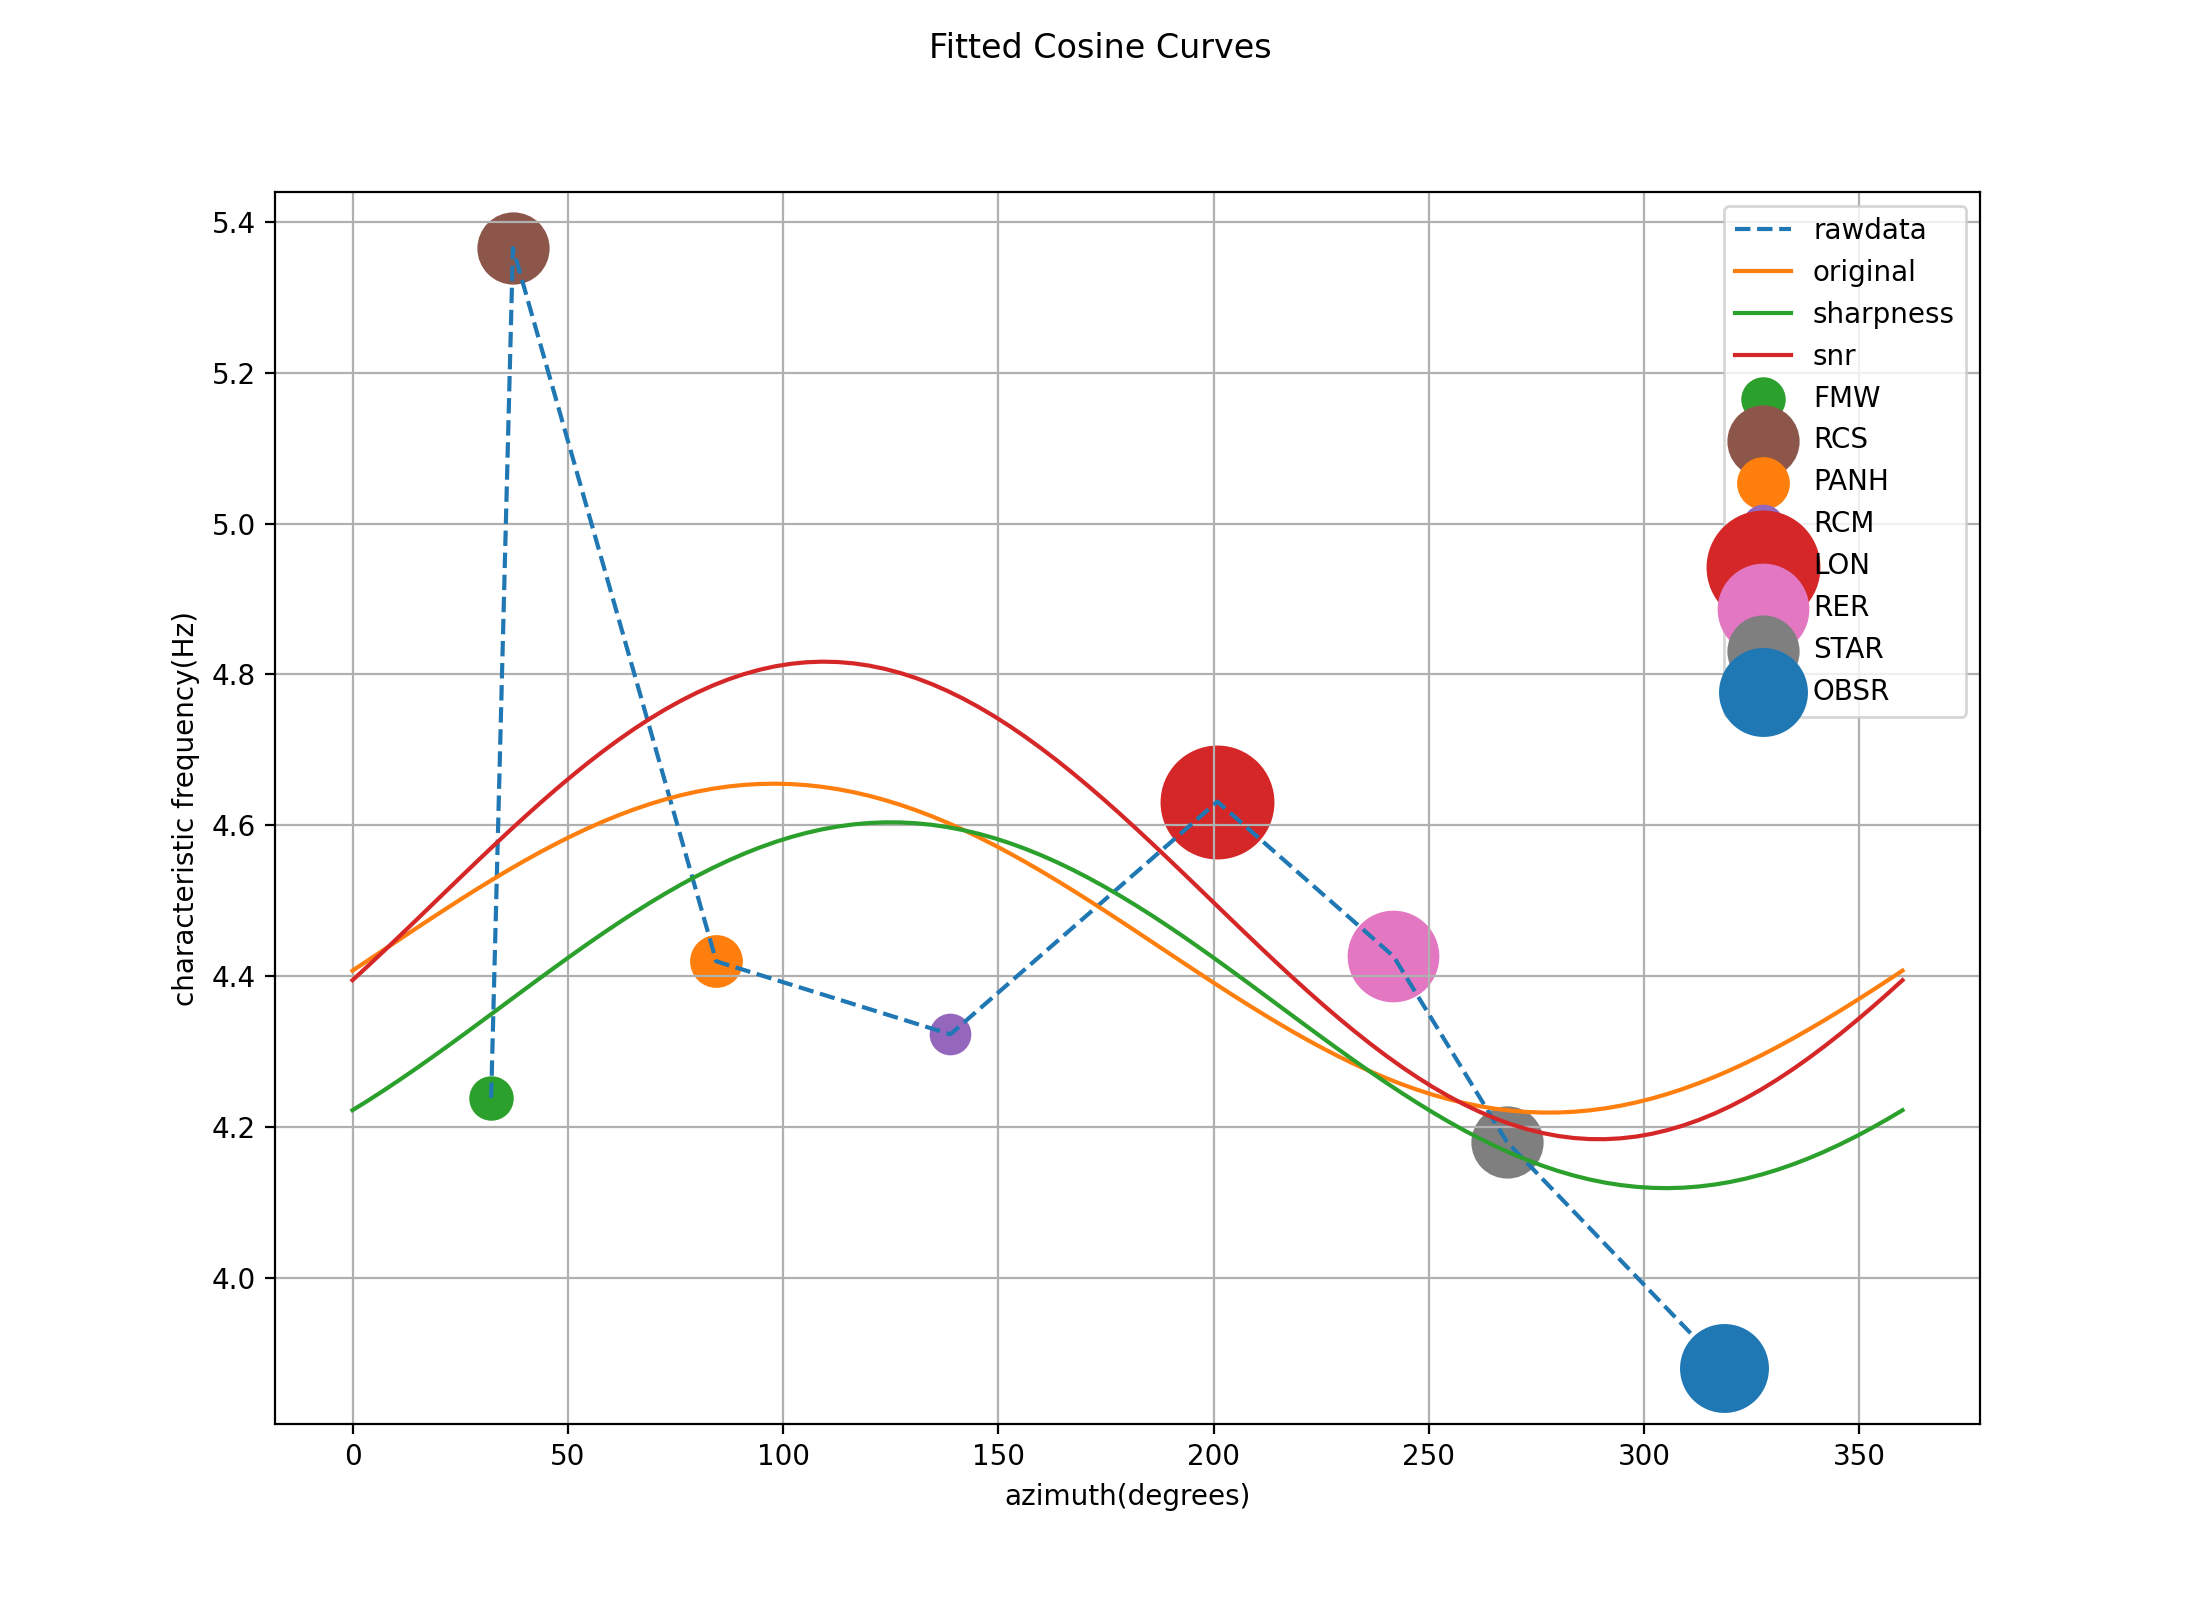 Fitted Cosine Curves
5.4
5.2
5.0
4.8
4.6
4.4
4.2
4.0
characteristic frequency(Hz)
rawdata
original
sharpness
snr
FMW
RCS
PANH
RCM
LON
RER
STAR
OBSR
0 50 100 150 200 250 300 350
azimuth(degrees)